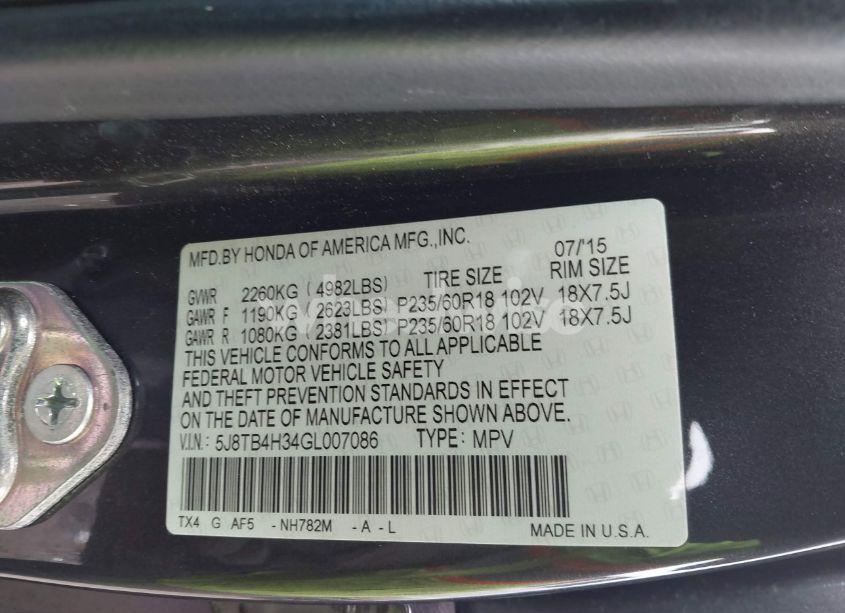 MFD.BY HONDA OF AMERICA MFG.,INC. 07/'15
GVWR 2260KG ( 4982LBS) TIRE SIZE RIM SIZE
GAWR F 1190KG ( 2623LBS) P235/60R18 102V 18X7.5J
GAWR R 1080KG ( 2381LBS) P235/60R18 102V 18X7.5J
THIS VEHICLE CONFORMS TO ALL APPLICABLE
FEDERAL MOTOR VEHICLE SAFETY
AND THEFT PREVENTION STANDARDS IN EFFECT
ON THE DATE OF MANUFACTURE SHOWN ABOVE.
V.I.N.: 5J8TB4H34GL007086 TYPE: MPV
TX4 G AF5 - NH782M - A - L MADE IN U.S.A.